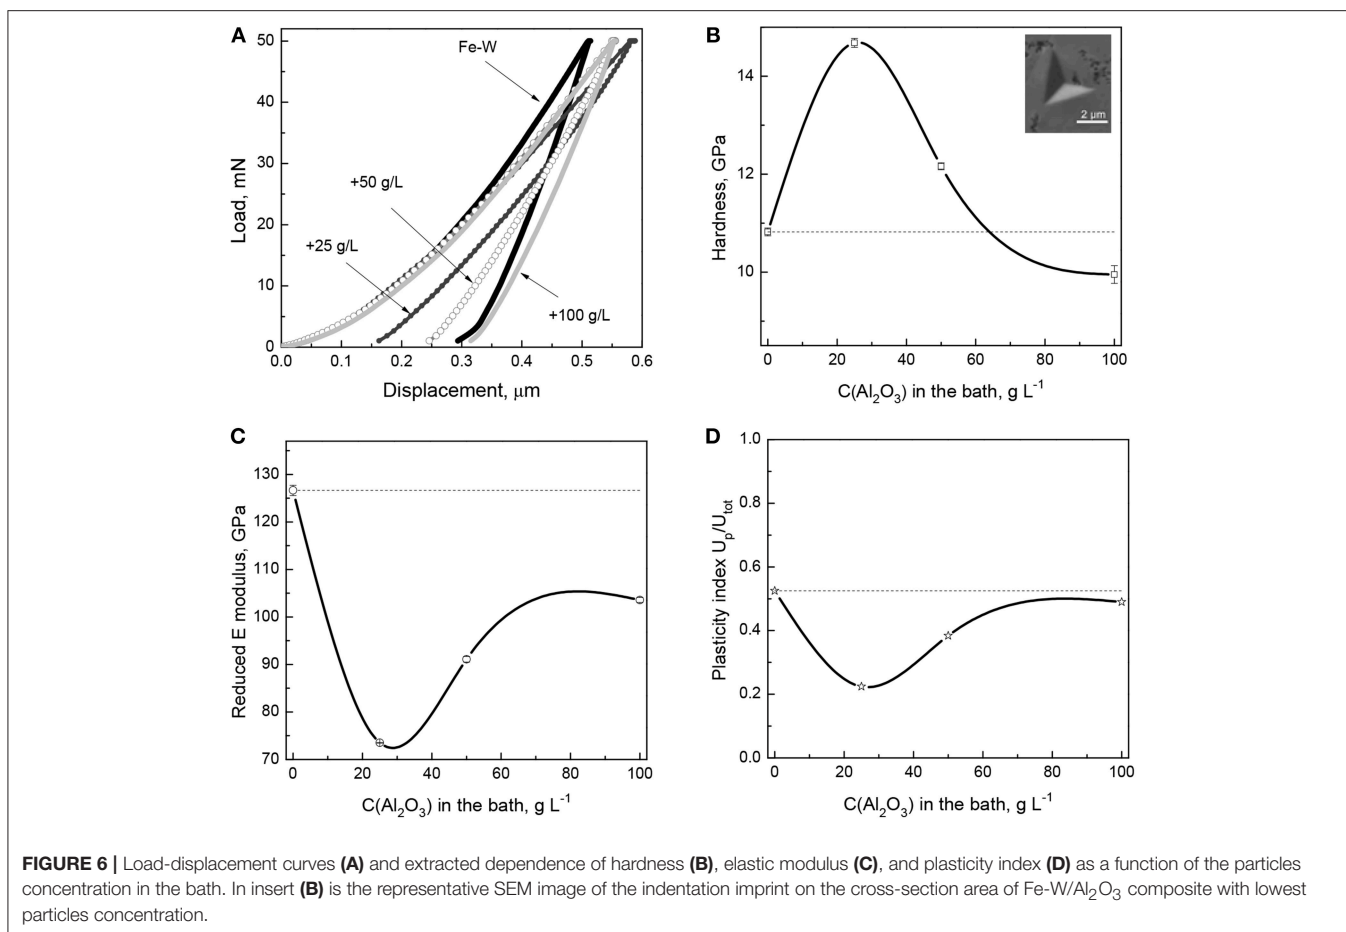 A
50
40
30
20
10
0
Load, mN
Fe-W
+50 g/L
+25 g/L
+100 g/L
0.0 0.1 0.2 0.3 0.4 0.5 0.6
Displacement, μm
B
14
12
10
Hardness, GPa
2 μm
0 20 40 60 80 100
C(Al₂O₃) in the bath, g L⁻¹
C
130
120
110
100
90
80
70
Reduced E modulus, GPa
0 20 40 60 80 100
C(Al₂O₃) in the bath, g L⁻¹
D
1.0
0.8
0.6
0.4
0.2
0.0
Plasticity index Uₚ/Uₜₒₜ
0 20 40 60 80 100
C(Al₂O₃) in the bath, g L⁻¹
FIGURE 6 | Load-displacement curves (A) and extracted dependence of hardness (B), elastic modulus (C), and plasticity index (D) as a function of the particles
concentration in the bath. In insert (B) is the representative SEM image of the indentation imprint on the cross-section area of Fe-W/Al₂O₃ composite with lowest
particles concentration.